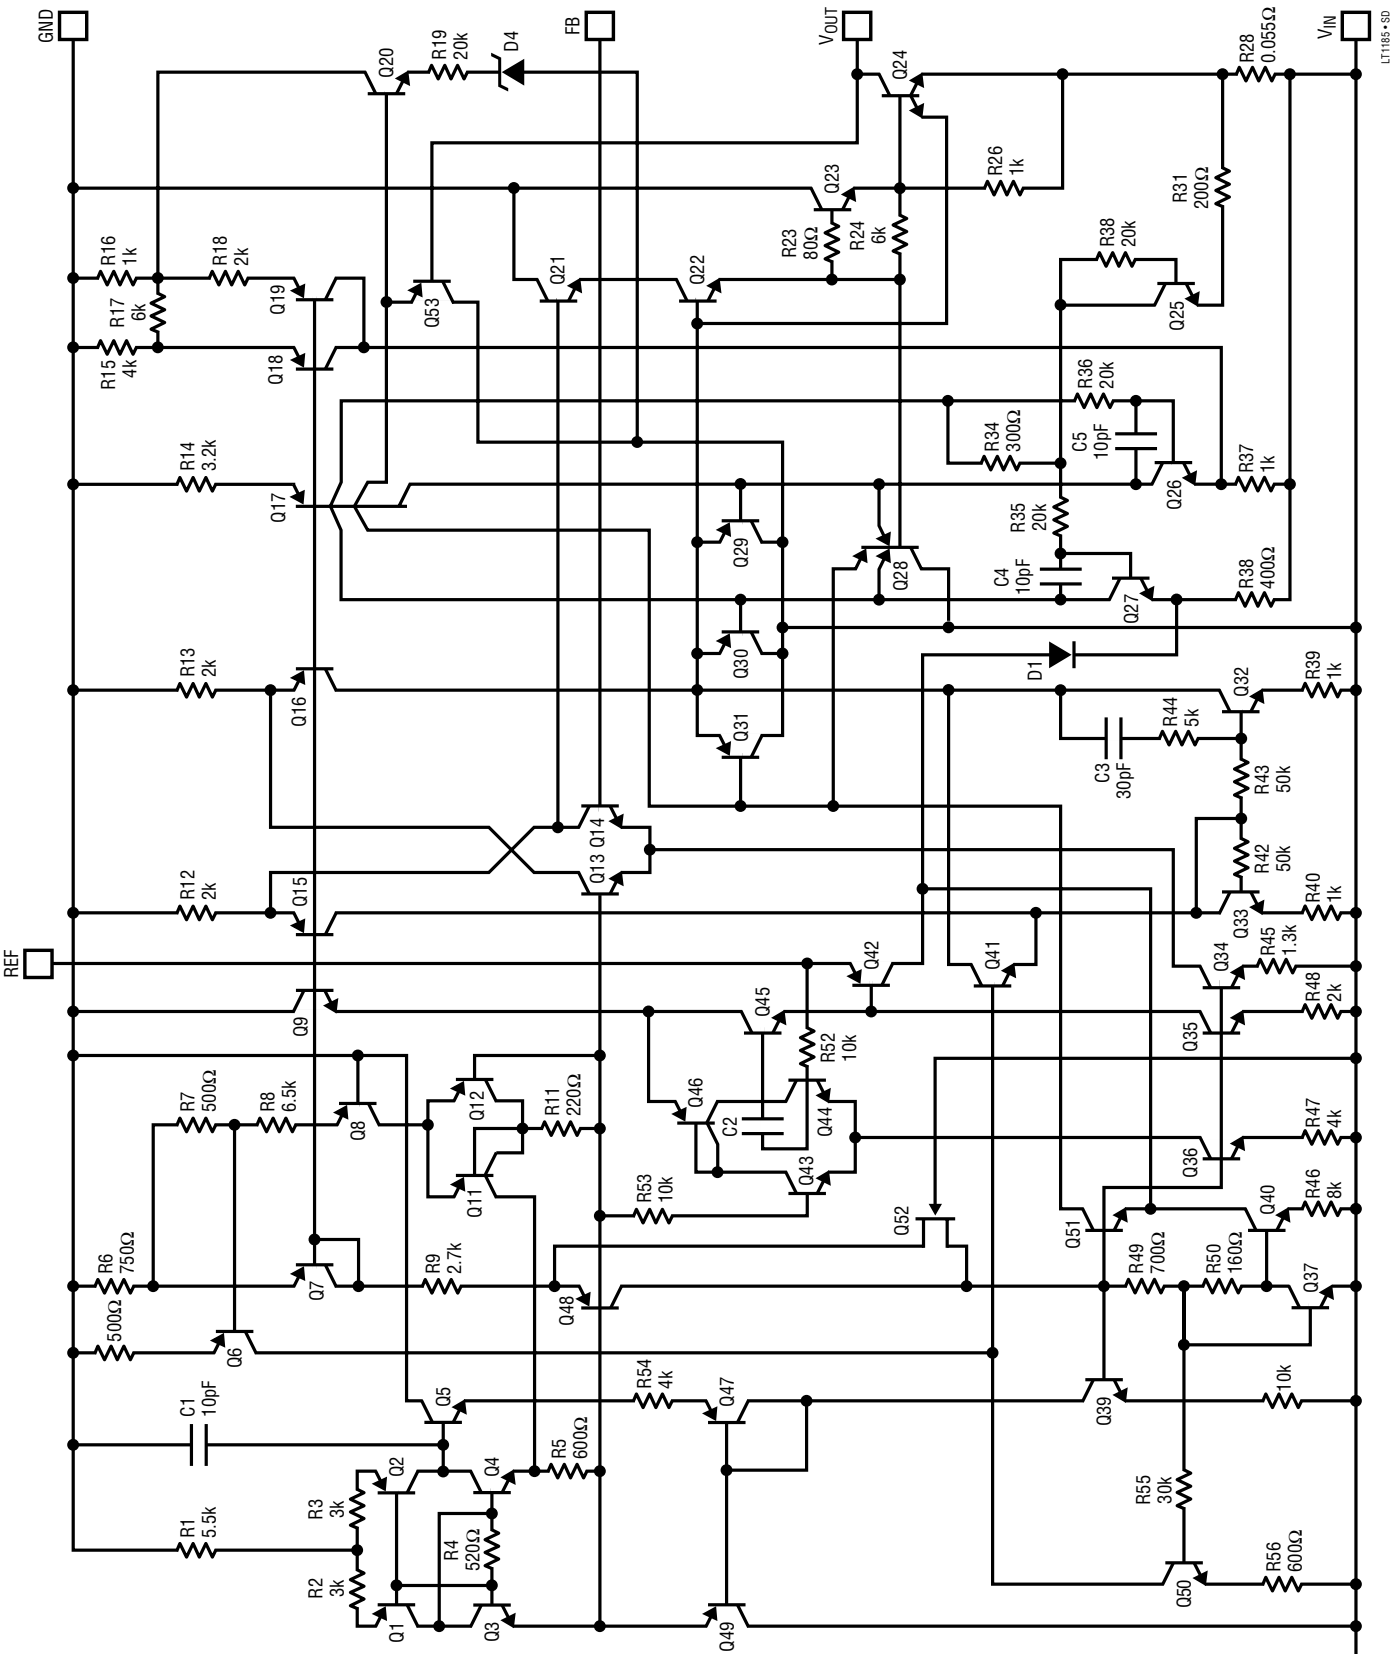 GND
FB
VOUT
VIN
LT1185 • SD
Q20
R19
20k
D4
Q24
R28
0.055Ω
R16
1k
R18
2k
R17
6k
Q19
Q53
Q21
Q22
Q23
R23
80Ω
R24
6k
R26
1k
R31
200Ω
R38
20k
Q25
R15
4k
Q18
R36
20k
R34
300Ω
C5
10pF
R14
3.2k
Q17
Q29
R35
20k
Q26
R37
1k
Q28
C4
10pF
Q27
R38
400Ω
Q30
D1
R13
2k
Q16
Q31
Q32
R39
1k
C3
30pF
R44
5k
R43
50k
Q14
Q13
R42
50k
R12
2k
Q15
Q33
R40
1k
REF
Q42
Q41
Q34
R45
1.3k
Q9
Q45
R52
10k
Q35
R48
2k
R7
500Ω
R8
6.5k
Q8
Q12
R11
220Ω
Q46
C2
Q44
Q11
Q43
Q36
R47
4k
R53
10k
Q52
Q51
Q40
R46
8k
R6
750Ω
Q7
R9
2.7k
Q48
R49
700Ω
R50
160Ω
Q37
500Ω
Q6
C1
10pF
Q5
R54
4k
Q47
Q39
10k
Q2
Q4
R5
600Ω
R3
3k
R1
5.5k
R4
520Ω
R55
30k
R2
3k
Q1
Q3
Q49
Q50
R56
600Ω